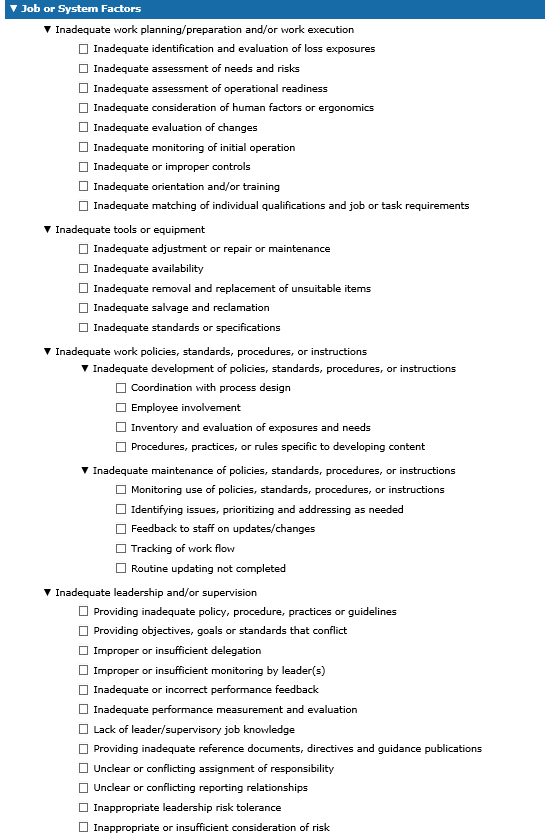 Job or System Factors
Inadequate work planning/preparation and/or work execution
Inadequate identification and evaluation of loss exposures
Inadequate assessment of needs and risks
Inadequate assessment of operational readiness
Inadequate consideration of human factors or ergonomics
Inadequate evaluation of changes
Inadequate monitoring of initial operation
Inadequate or improper controls
Inadequate orientation and/or training
Inadequate matching of individual qualifications and job or task requirements
Inadequate tools or equipment
Inadequate adjustment or repair or maintenance
Inadequate availability
Inadequate removal and replacement of unsuitable items
Inadequate salvage and reclamation
Inadequate standards or specifications
Inadequate work policies, standards, procedures, or instructions
Inadequate development of policies, standards, procedures, or instructions
Coordination with process design
Employee involvement
Inventory and evaluation of exposures and needs
Procedures, practices, or rules specific to developing content
Inadequate maintenance of policies, standards, procedures, or instructions
Monitoring use of policies, standards, procedures, or instructions
Identifying issues, prioritizing and addressing as needed
Feedback to staff on updates/changes
Tracking of work flow
Routine updating not completed
Inadequate leadership and/or supervision
Providing inadequate policy, procedure, practices or guidelines
Providing objectives, goals or standards that conflict
Improper or insufficient delegation
Improper or insufficient monitoring by leader(s)
Inadequate or incorrect performance feedback
Inadequate performance measurement and evaluation
Lack of leader/supervisory job knowledge
Providing inadequate reference documents, directives and guidance publications
Unclear or conflicting assignment of responsibility
Unclear or conflicting reporting relationships
Inappropriate leadership risk tolerance
Inappropriate or insufficient consideration of risk